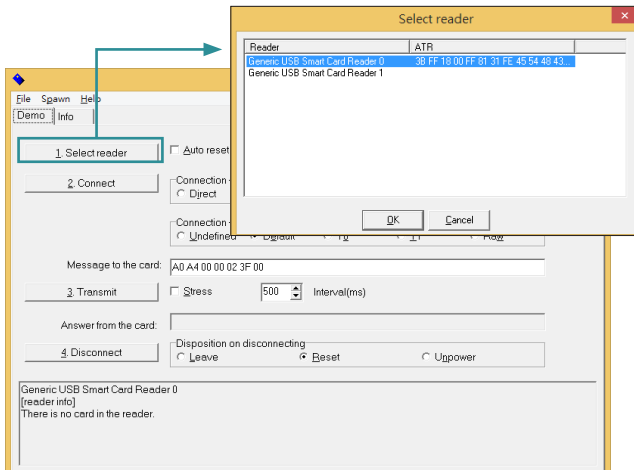 Select reader
Reader ATR
Generic USB Smart Card Reader 0 3B FF 18 00 FF 81 31 FE 45 54 48 43...
Generic USB Smart Card Reader 1
OK Cancel
File Spawn Help
Demo Info
1. Select reader Auto reset
2. Connect Connection
Direct
Connection
Undefined Default T0 T1 Raw
Message to the card: A0 A4 00 00 02 3F 00
3. Transmit Stress 500 Interval(ms)
Answer from the card:
Disposition on disconnecting
4. Disconnect Leave Reset Unpower
Generic USB Smart Card Reader 0
[reader info]
There is no card in the reader.